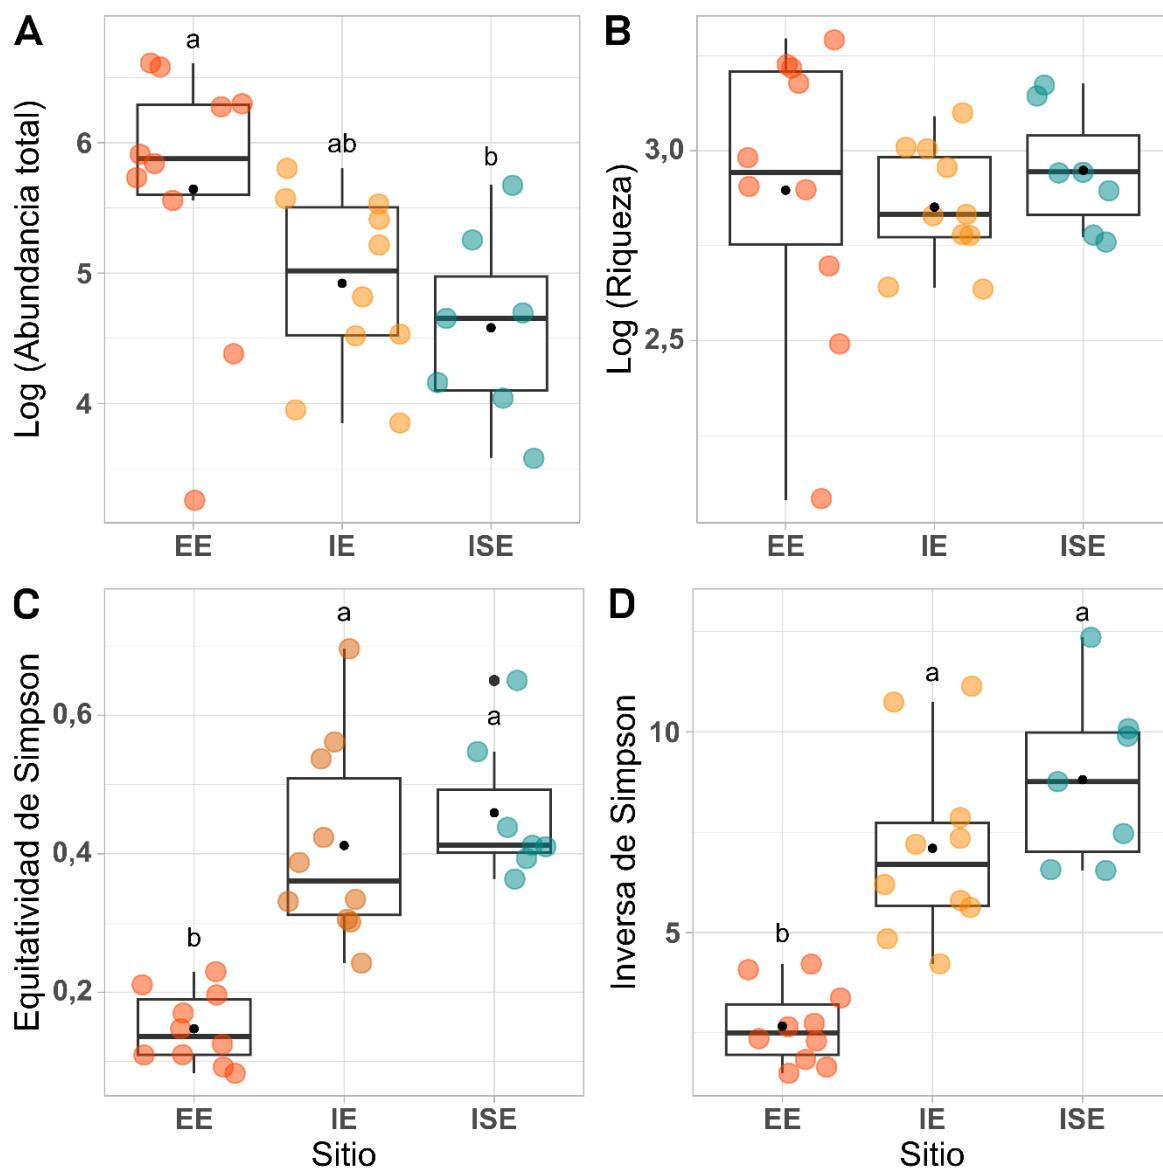 A
Log (Abundancia total)
6
5
4
a
ab
b
EE IE ISE
B
Log (Riqueza)
3,0
2,5
EE IE ISE
C
Equitatividad de Simpson
0,6
0,4
0,2
b
a
a
EE IE ISE
Sitio
D
Inversa de Simpson
10
5
b
a
a
EE IE ISE
Sitio